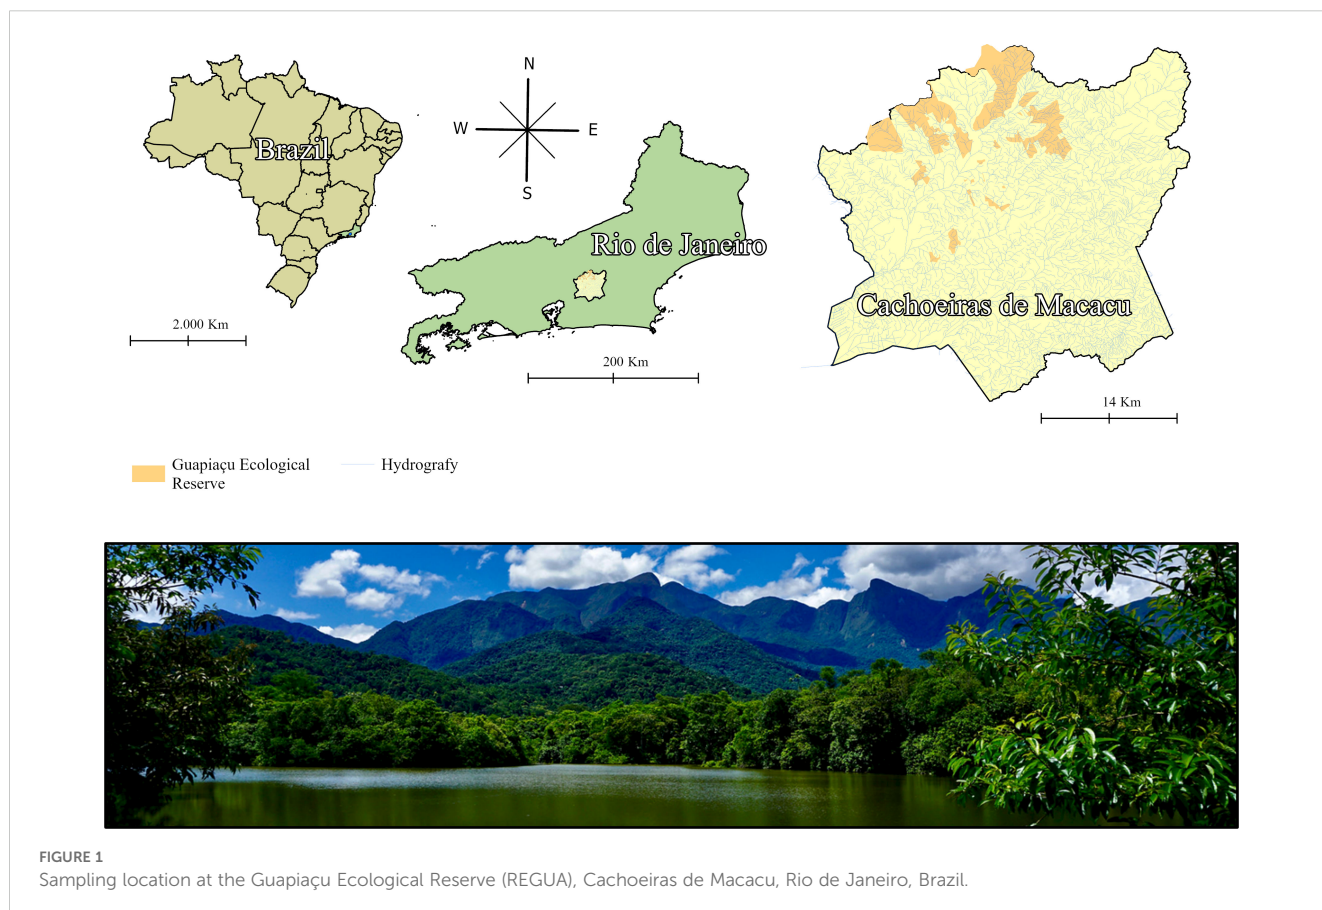 N
W
E
S
Brazil
Rio de Janeiro
Cachoeiras de Macacu
2.000 Km
200 Km
14 Km
Guapiaçu Ecological
Reserve
Hydrografy
FIGURE 1
Sampling location at the Guapiaçu Ecological Reserve (REGUA), Cachoeiras de Macacu, Rio de Janeiro, Brazil.